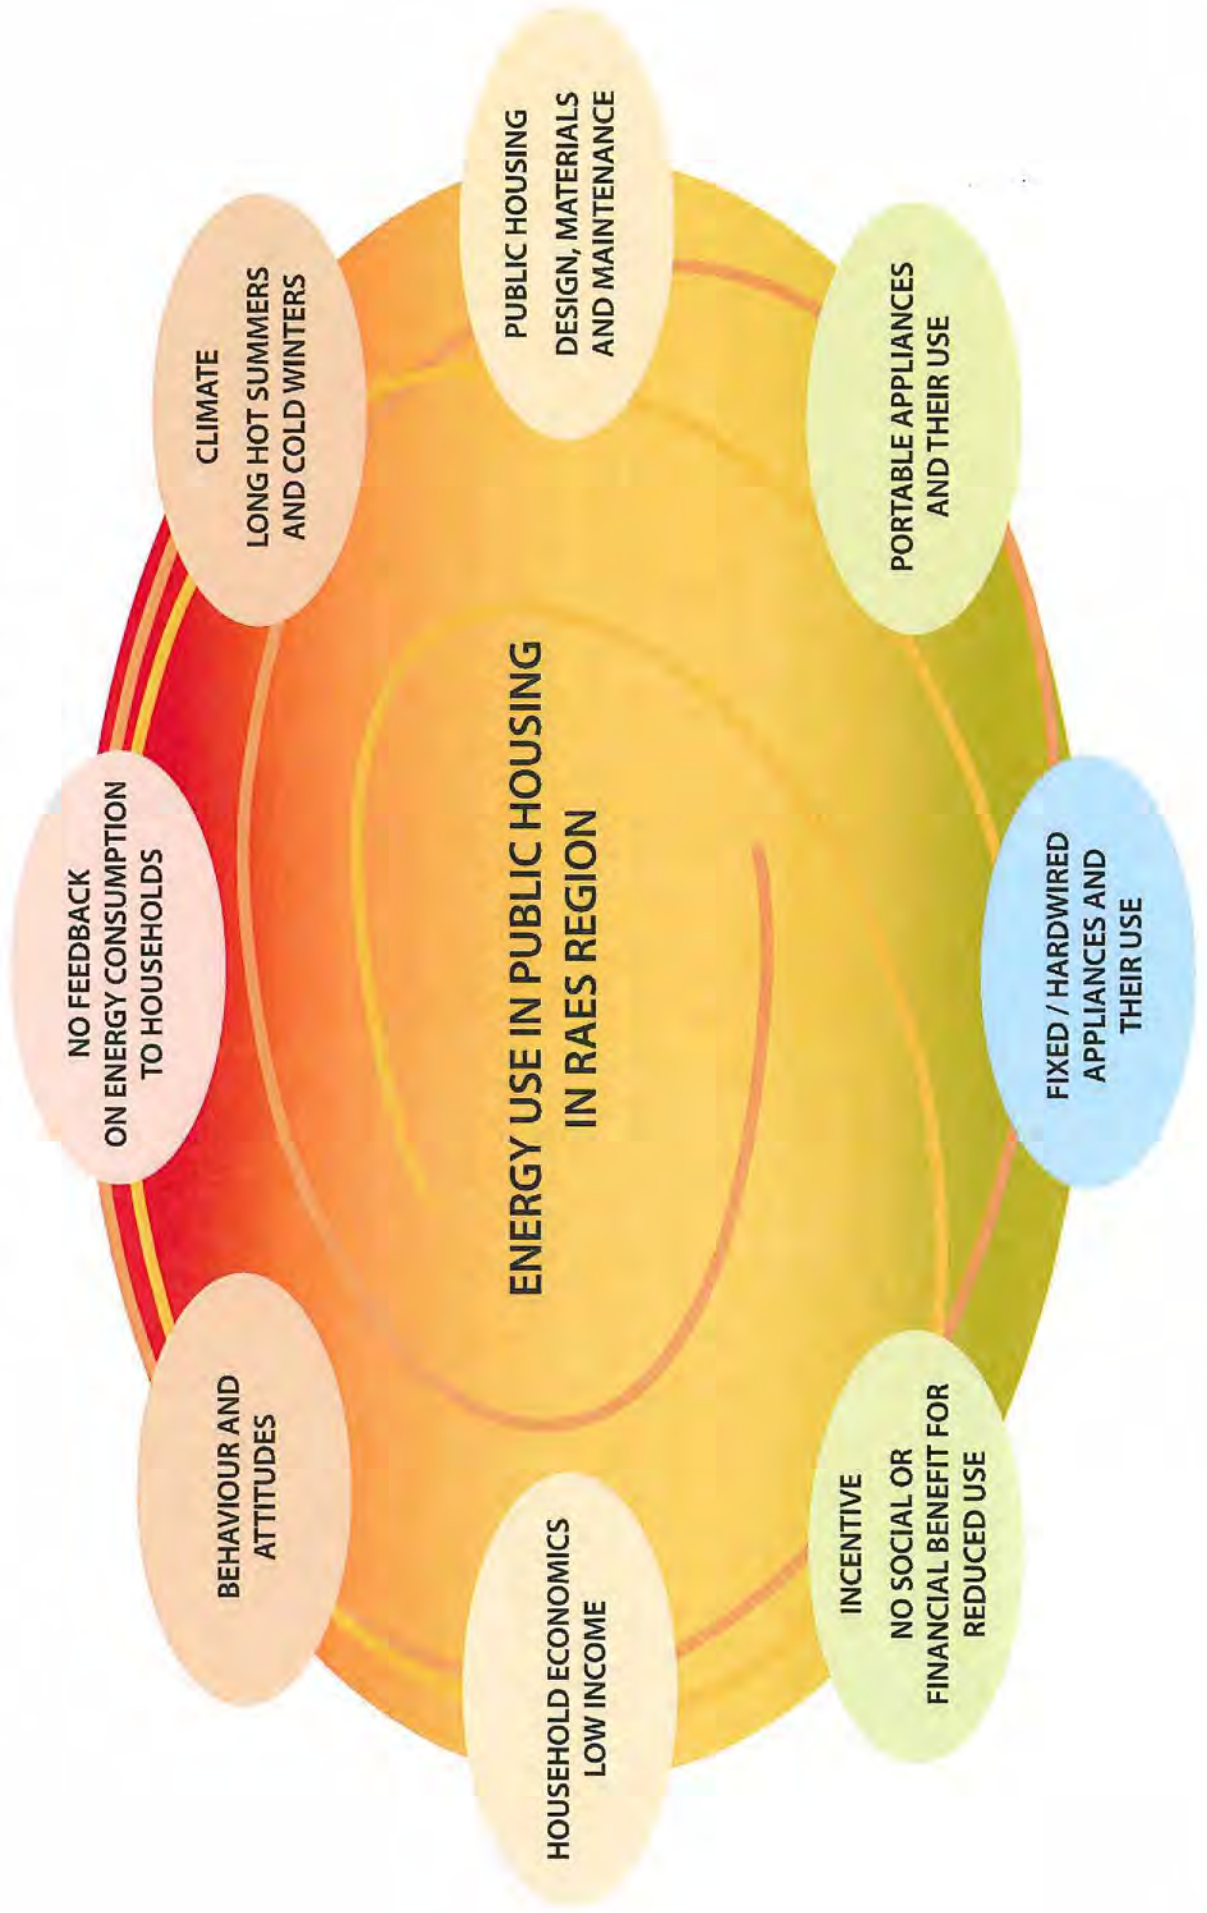 NO FEEDBACK
ON ENERGY CONSUMPTION
TO HOUSEHOLDS
CLIMATE
LONG HOT SUMMERS
AND COLD WINTERS
PUBLIC HOUSING
DESIGN, MATERIALS
AND MAINTENANCE
PORTABLE APPLIANCES
AND THEIR USE
FIXED / HARDWIRED
APPLIANCES AND
THEIR USE
INCENTIVE
NO SOCIAL OR
FINANCIAL BENEFIT FOR
REDUCED USE
HOUSEHOLD ECONOMICS
LOW INCOME
BEHAVIOUR AND
ATTITUDES
ENERGY USE IN PUBLIC HOUSING
IN RAES REGION